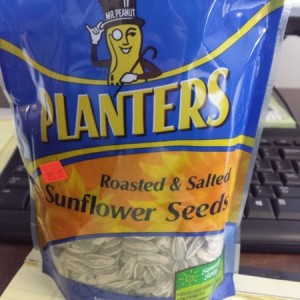 MR. PEANUT
PLANTERS
Roasted & Salted
Sunflower Seeds